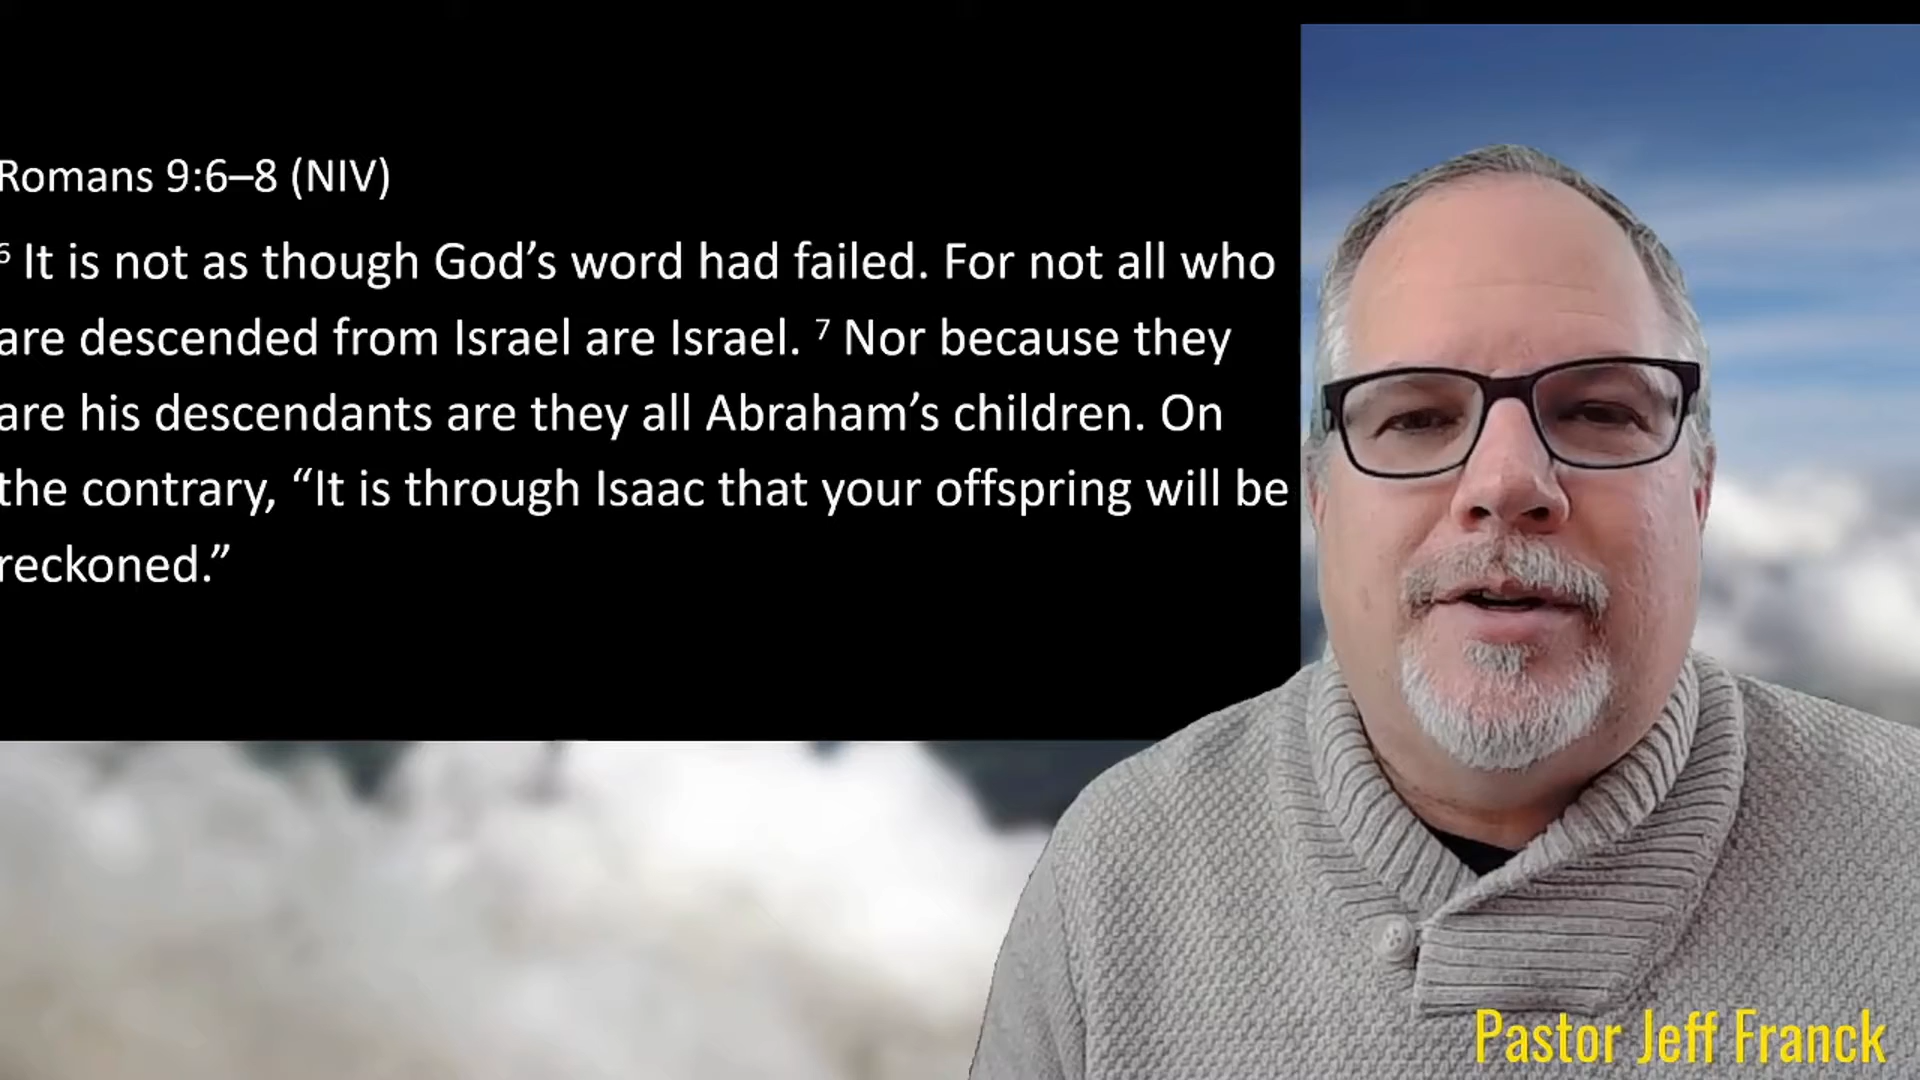 Romans 9:6–8 (NIV)
⁶ It is not as though God’s word had failed. For not all who
are descended from Israel are Israel. ⁷ Nor because they
are his descendants are they all Abraham’s children. On
the contrary, “It is through Isaac that your offspring will be
reckoned.”
Pastor Jeff Franck